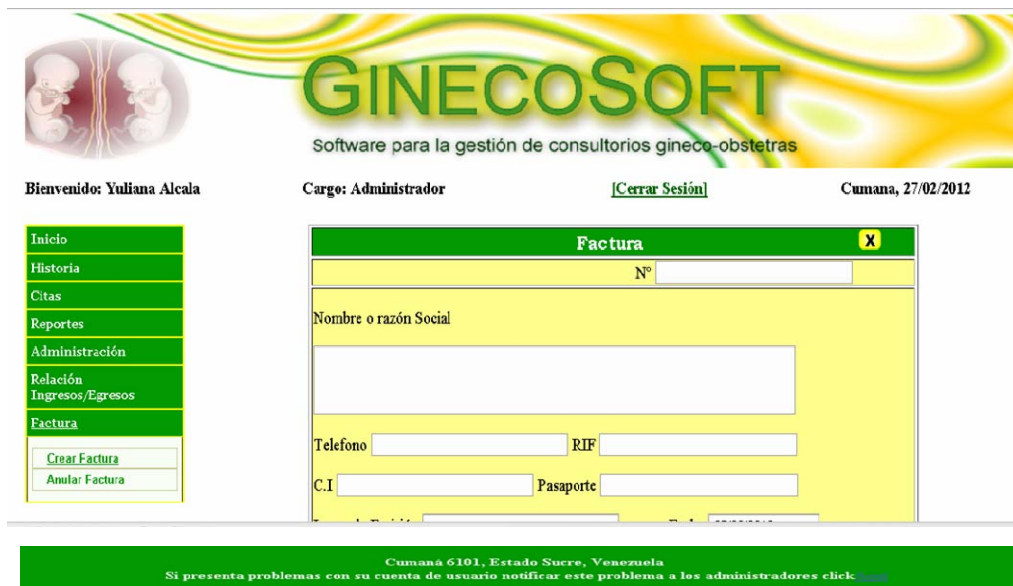 GINECOSOFT
Software para la gestión de consultorios gineco-obstetras
Bienvenido: Yuliana Alcala Cargo: Administrador [Cerrar Sesión] Cumana, 27/02/2012
Inicio
Historia
Citas
Reportes
Administración
Relación
Ingresos/Egresos
Factura
Crear Factura
Anular Factura
Factura X
Nº
Nombre o razón Social
Telefono RIF
C.I Pasaporte
Cumaná 6101, Estado Sucre, Venezuela
Si presenta problemas con su cuenta de usuario notificar este problema a los administradores click